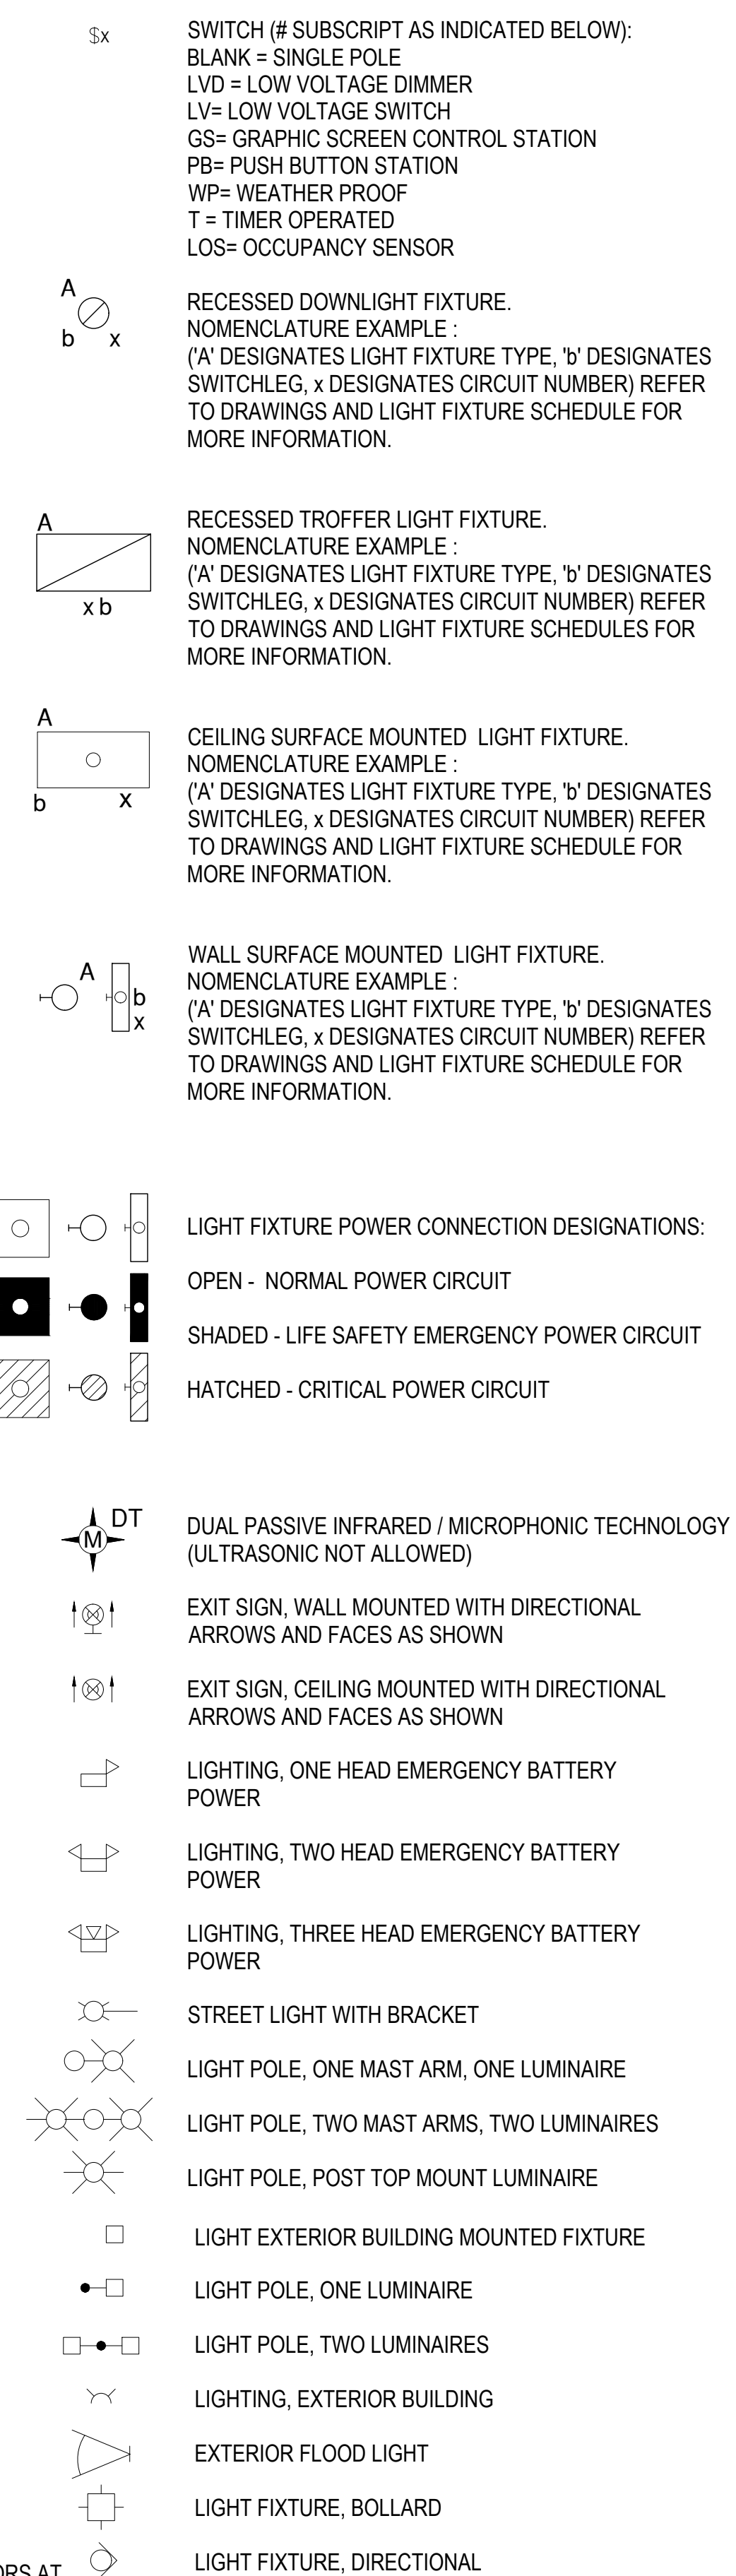 $x SWITCH (# SUBSCRIPT AS INDICATED BELOW):
BLANK = SINGLE POLE
LVD = LOW VOLTAGE DIMMER
LV= LOW VOLTAGE SWITCH
GS= GRAPHIC SCREEN CONTROL STATION
PB= PUSH BUTTON STATION
WP= WEATHER PROOF
T = TIMER OPERATED
LOS= OCCUPANCY SENSOR
A
b x
RECESSED DOWNLIGHT FIXTURE.
NOMENCLATURE EXAMPLE :
('A' DESIGNATES LIGHT FIXTURE TYPE, 'b' DESIGNATES
SWITCHLEG, x DESIGNATES CIRCUIT NUMBER) REFER
TO DRAWINGS AND LIGHT FIXTURE SCHEDULE FOR
MORE INFORMATION.
A
x b
RECESSED TROFFER LIGHT FIXTURE.
NOMENCLATURE EXAMPLE :
('A' DESIGNATES LIGHT FIXTURE TYPE, 'b' DESIGNATES
SWITCHLEG, x DESIGNATES CIRCUIT NUMBER) REFER
TO DRAWINGS AND LIGHT FIXTURE SCHEDULES FOR
MORE INFORMATION.
A
b x
CEILING SURFACE MOUNTED LIGHT FIXTURE.
NOMENCLATURE EXAMPLE :
('A' DESIGNATES LIGHT FIXTURE TYPE, 'b' DESIGNATES
SWITCHLEG, x DESIGNATES CIRCUIT NUMBER) REFER
TO DRAWINGS AND LIGHT FIXTURE SCHEDULE FOR
MORE INFORMATION.
A
b
x
WALL SURFACE MOUNTED LIGHT FIXTURE.
NOMENCLATURE EXAMPLE :
('A' DESIGNATES LIGHT FIXTURE TYPE, 'b' DESIGNATES
SWITCHLEG, x DESIGNATES CIRCUIT NUMBER) REFER
TO DRAWINGS AND LIGHT FIXTURE SCHEDULE FOR
MORE INFORMATION.
LIGHT FIXTURE POWER CONNECTION DESIGNATIONS:
OPEN - NORMAL POWER CIRCUIT
SHADED - LIFE SAFETY EMERGENCY POWER CIRCUIT
HATCHED - CRITICAL POWER CIRCUIT
M DT
DUAL PASSIVE INFRARED / MICROPHONIC TECHNOLOGY
(ULTRASONIC NOT ALLOWED)
EXIT SIGN, WALL MOUNTED WITH DIRECTIONAL
ARROWS AND FACES AS SHOWN
EXIT SIGN, CEILING MOUNTED WITH DIRECTIONAL
ARROWS AND FACES AS SHOWN
LIGHTING, ONE HEAD EMERGENCY BATTERY
POWER
LIGHTING, TWO HEAD EMERGENCY BATTERY
POWER
LIGHTING, THREE HEAD EMERGENCY BATTERY
POWER
STREET LIGHT WITH BRACKET
LIGHT POLE, ONE MAST ARM, ONE LUMINAIRE
LIGHT POLE, TWO MAST ARMS, TWO LUMINAIRES
LIGHT POLE, POST TOP MOUNT LUMINAIRE
LIGHT EXTERIOR BUILDING MOUNTED FIXTURE
LIGHT POLE, ONE LUMINAIRE
LIGHT POLE, TWO LUMINAIRES
LIGHTING, EXTERIOR BUILDING
EXTERIOR FLOOD LIGHT
LIGHT FIXTURE, BOLLARD
LIGHT FIXTURE, DIRECTIONAL
AT